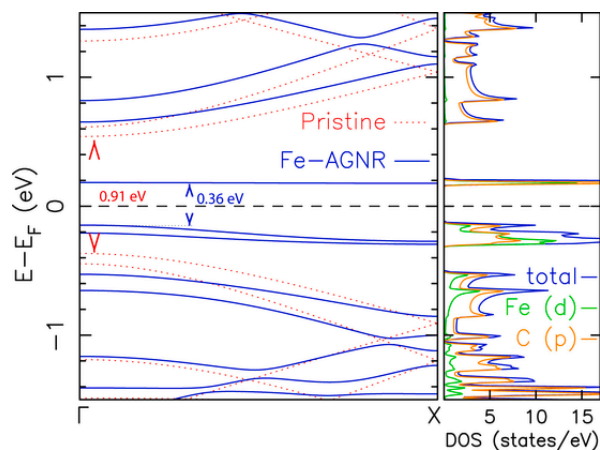 E−E_F (eV)
1
0
−1
Pristine
Fe−AGNR
0.91 eV
0.36 eV
Γ
X
total
Fe (d)
C (p)
5
10
15
DOS (states/eV)